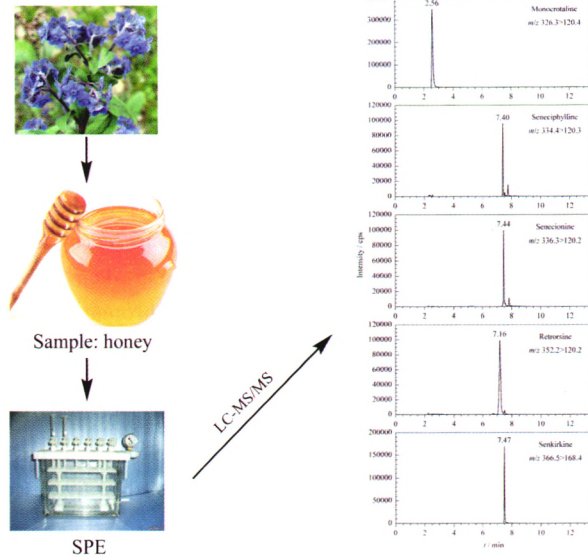 Sample: honey
SPE
LC-MS/MS
2.56
Monocrotaline
m/z 326.3>120.4
300000
200000
100000
0
0 2 4 6 8 10 12
7.40
Seneciphylline
m/z 334.4>120.3
120000
100000
80000
60000
40000
20000
0
0 2 4 6 8 10 12
7.44
Senecionine
m/z 336.3>120.2
Intensity / cps
120000
100000
80000
60000
40000
20000
0
0 2 4 6 8 10 12
7.16
Retrorsine
m/z 352.2>120.2
120000
100000
80000
60000
40000
20000
0
0 2 4 6 8 10 12
7.47
Senkirkine
m/z 366.5>168.4
200000
150000
100000
50000
0
0 2 4 6 8 10 12
t / min